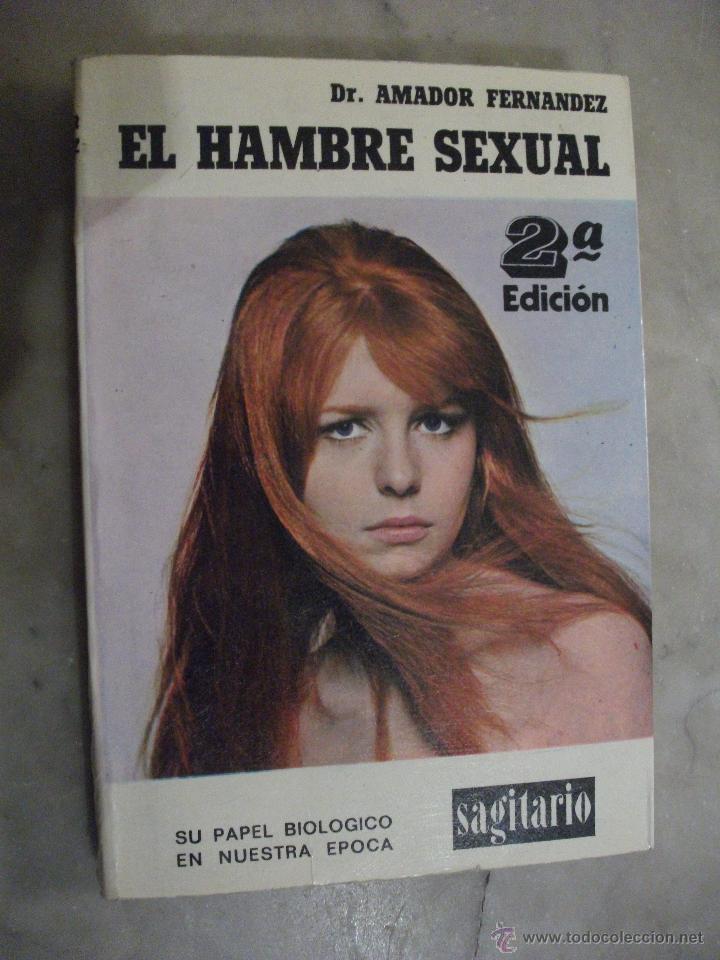 Dr. AMADOR FERNANDEZ
EL HAMBRE SEXUAL
2ª
Edición
SU PAPEL BIOLOGICO
EN NUESTRA EPOCA
sagitario
www.todocoleccion.net